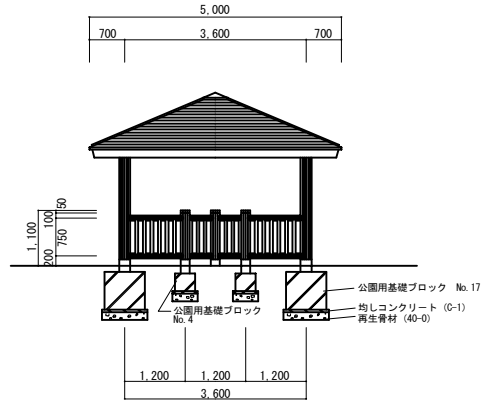 5,000
700 3,600 700
50
100
1,100
750
200
公園用基礎ブロック No.17
均しコンクリート (C-1)
再生骨材 (40-0)
公園用基礎ブロック
No.4
1,200 1,200 1,200
3,600